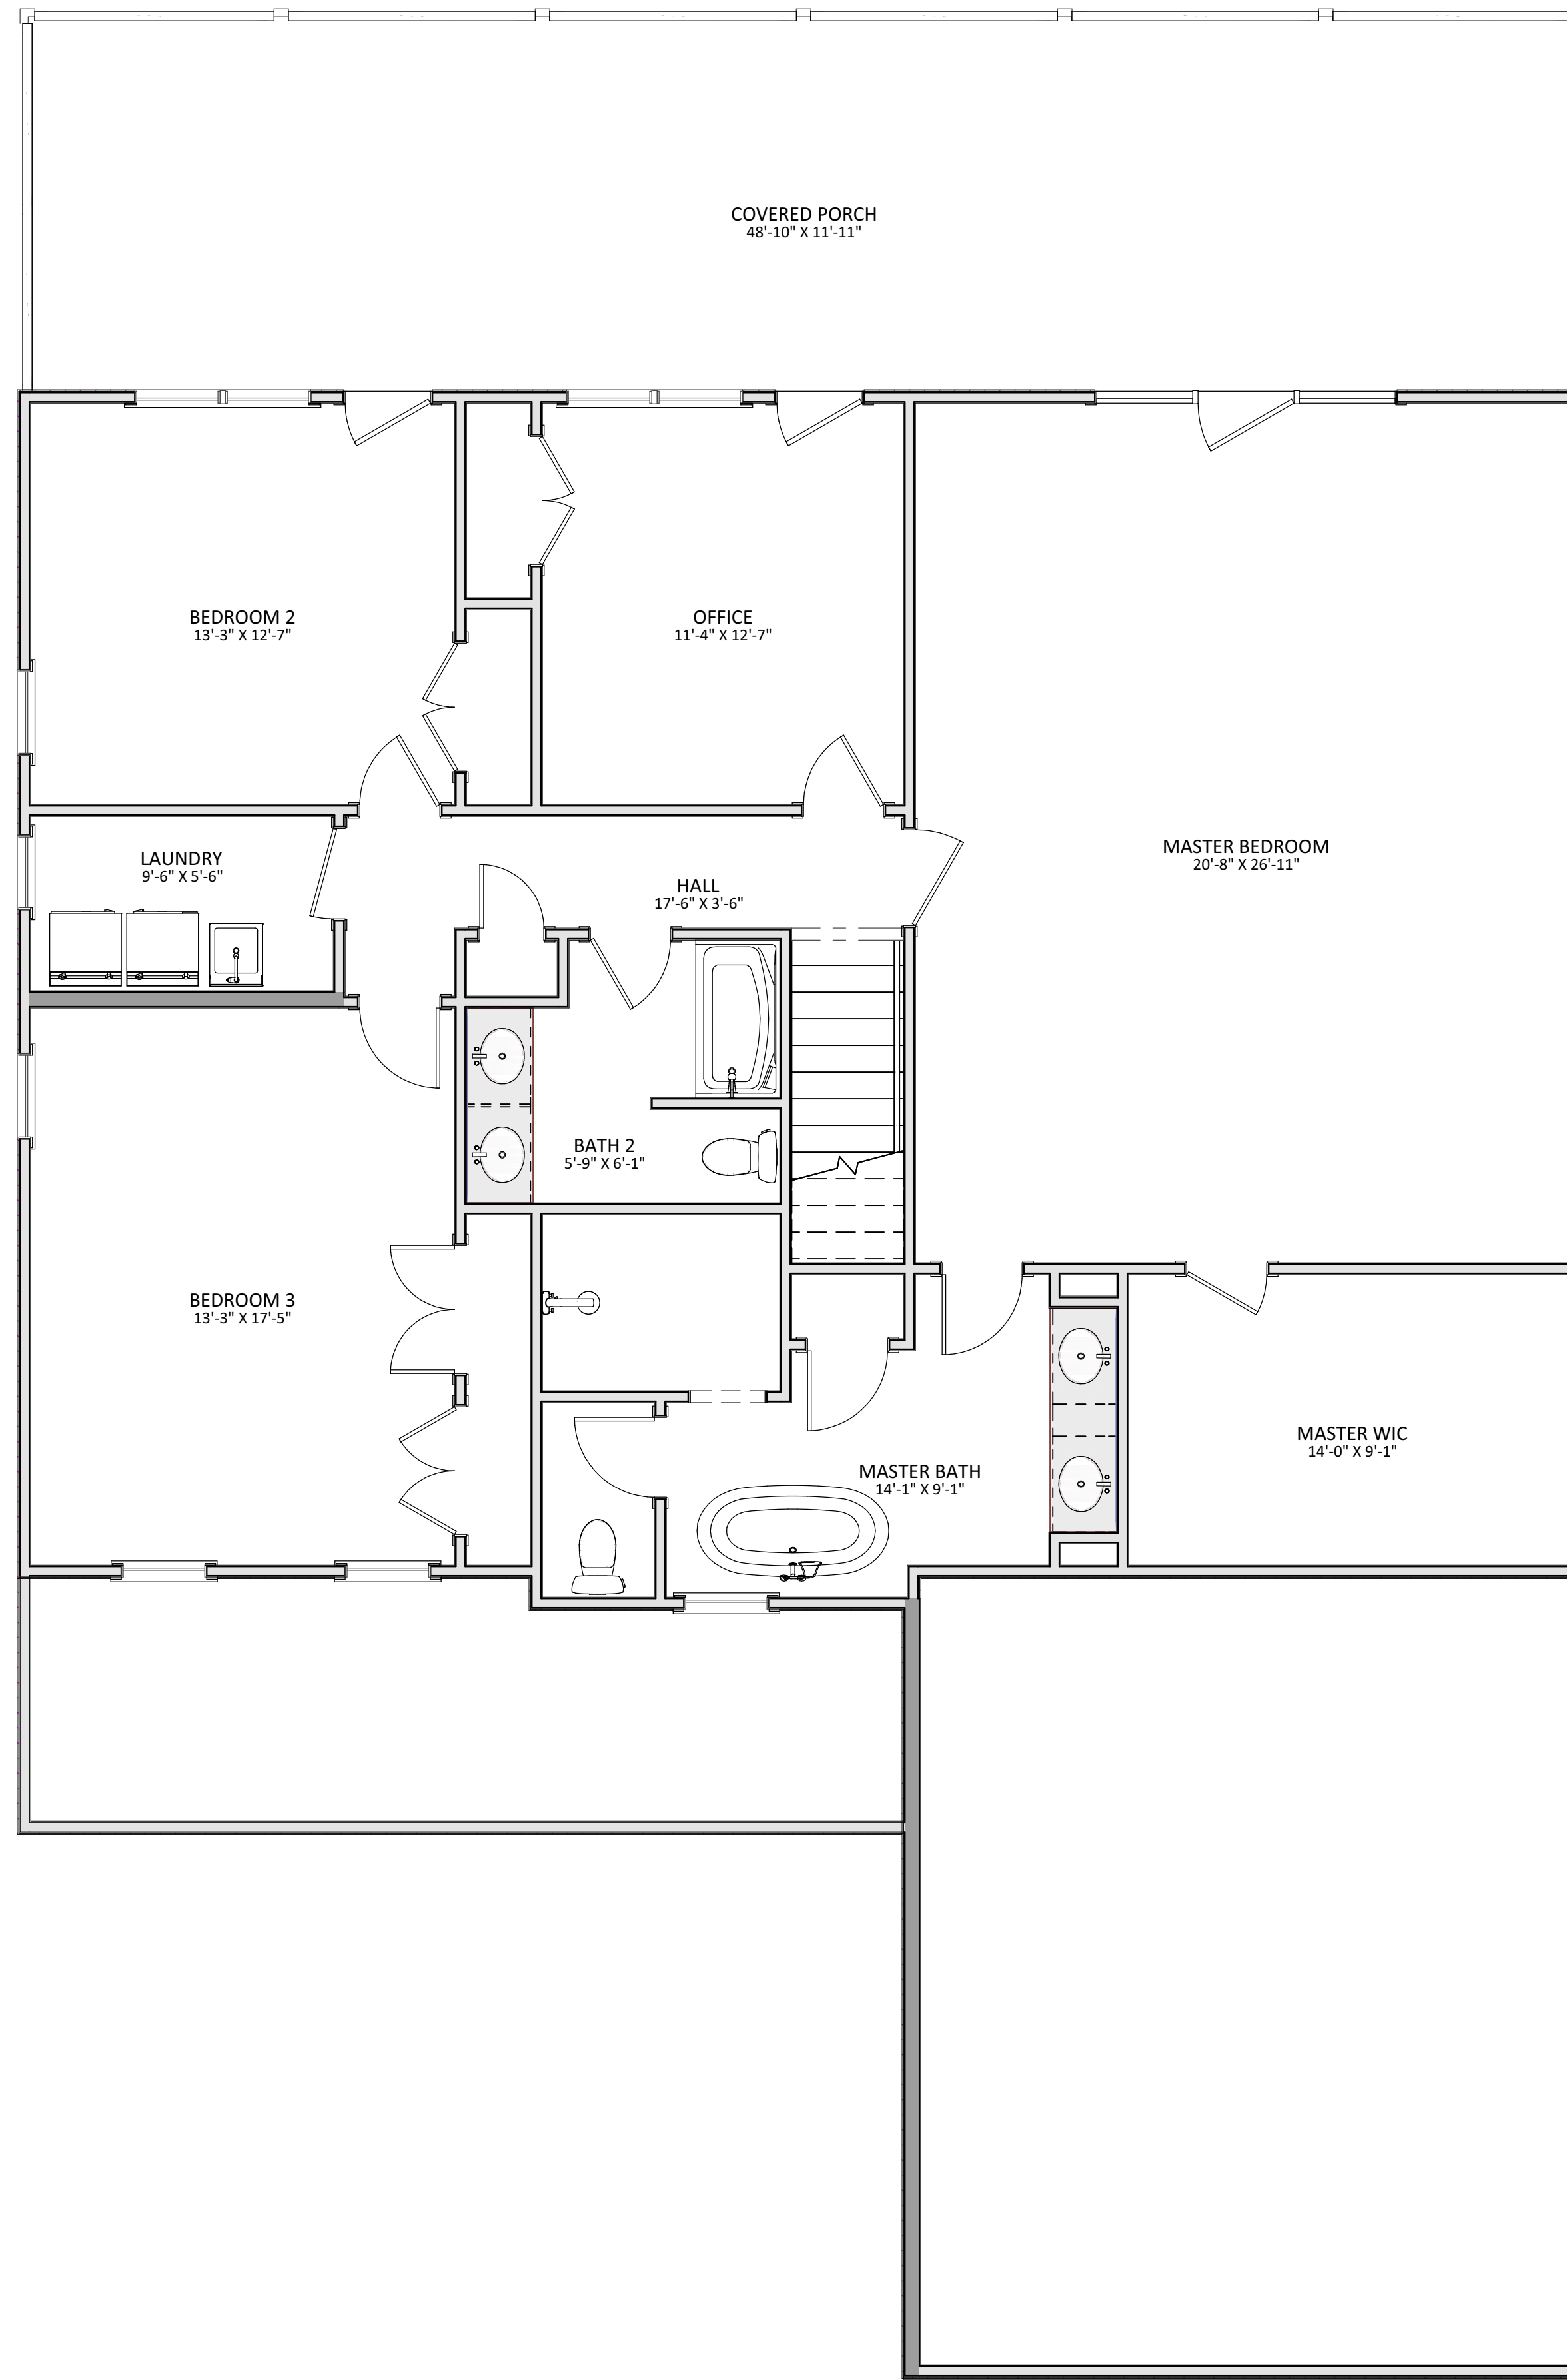 COVERED PORCH
48'-10" X 11'-11"
BEDROOM 2
13'-3" X 12'-7"
OFFICE
11'-4" X 12'-7"
MASTER BEDROOM
20'-8" X 26'-11"
LAUNDRY
9'-6" X 5'-6"
HALL
17'-6" X 3'-6"
BATH 2
5'-9" X 6'-1"
BEDROOM 3
13'-3" X 17'-5"
MASTER WIC
14'-0" X 9'-1"
MASTER BATH
14'-1" X 9'-1"